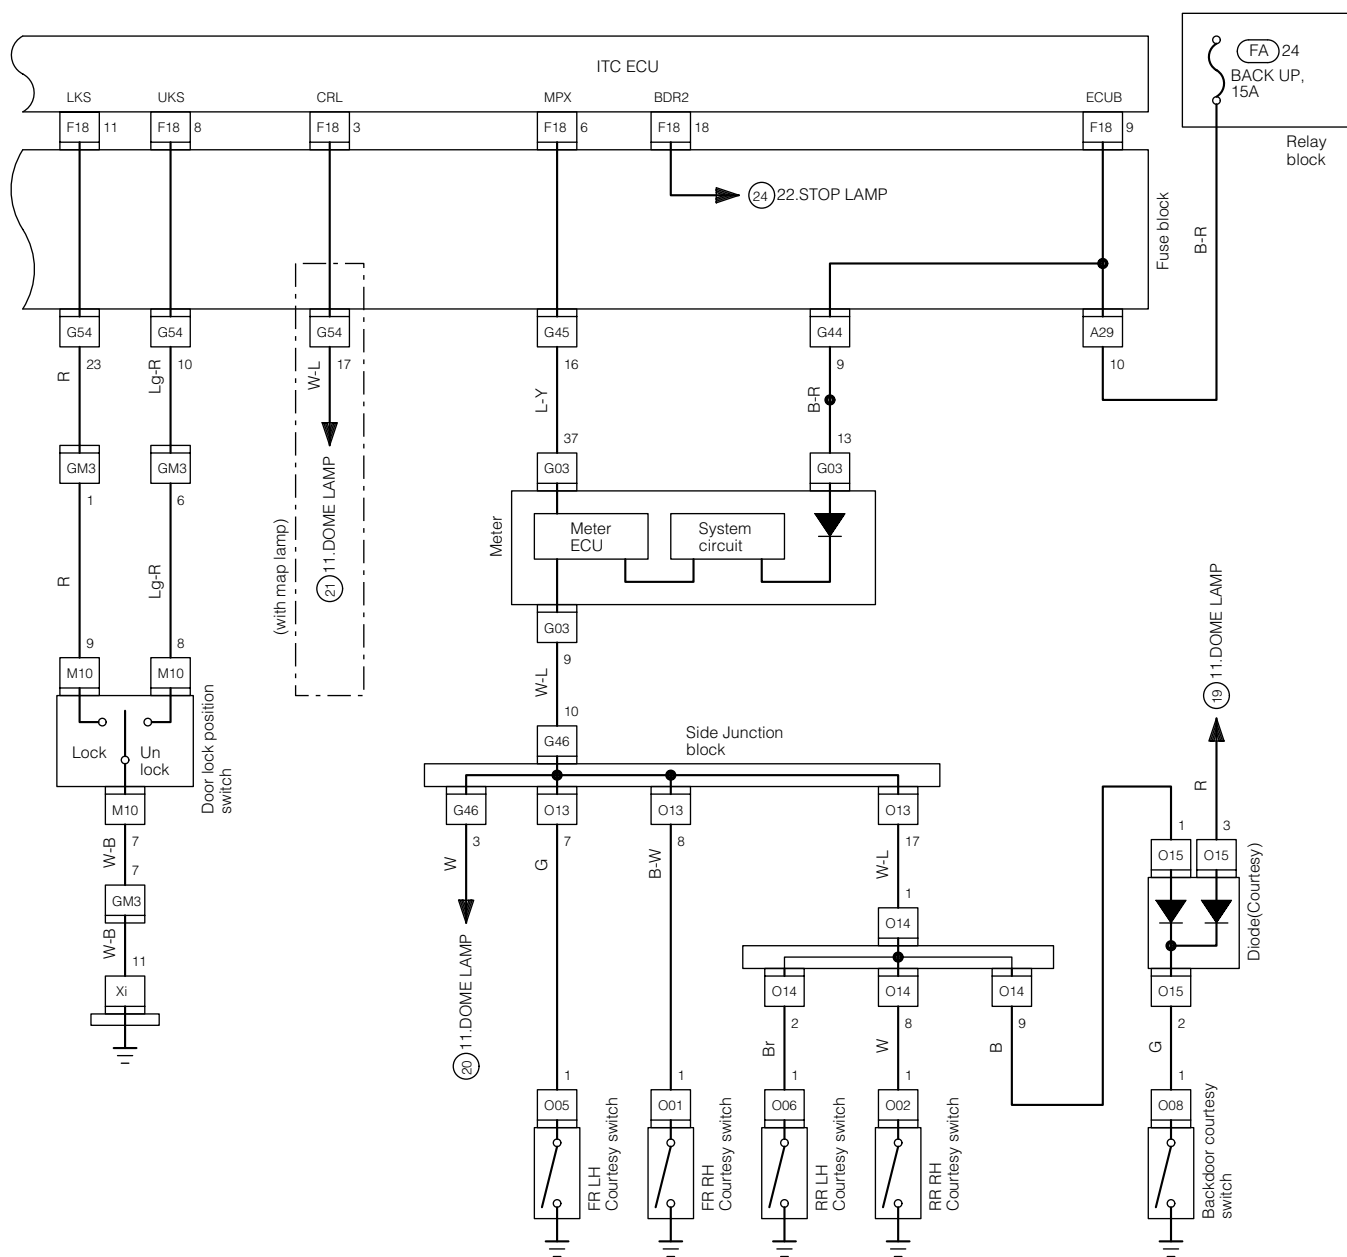 ITC ECU
FA 24
BACK UP,
15A
Relay
block
LKS UKS CRL MPX BDR2 ECUB
F18 11 F18 8 F18 3 F18 6 F18 18 F18 9
24 22.STOP LAMP
Fuse block
B-R
G54 G54 G54 G45 G44 A29
23 10 17 16 9 10
R Lg-R W-L L-Y B-R
37 13
GM3 GM3 G03 G03
1 6
21 11.DOME LAMP
(with map lamp)
Meter
Meter
ECU
System
circuit
R Lg-R
19 11.DOME LAMP
G03
9 8 9
M10 M10
W-L
10
G46
Side Junction
block
Lock
Un
lock
Door lock position
switch
R
M10 G46 O13 O13 O13
7 3 7 8 17 1 3
W-B W G B-W W-L
O15 O15
7
GM3
1
O14
Diode(Courtesy)
W-B
11
Xi
20 11.DOME LAMP
O14 O14 O14 O15
2 8 9 2
Br W B G
1 1 1 1 1
O05 O01 O06 O02 O08
FR LH
Courtesy switch
FR RH
Courtesy switch
RR LH
Courtesy switch
RR RH
Courtesy switch
Backdoor courtesy
switch